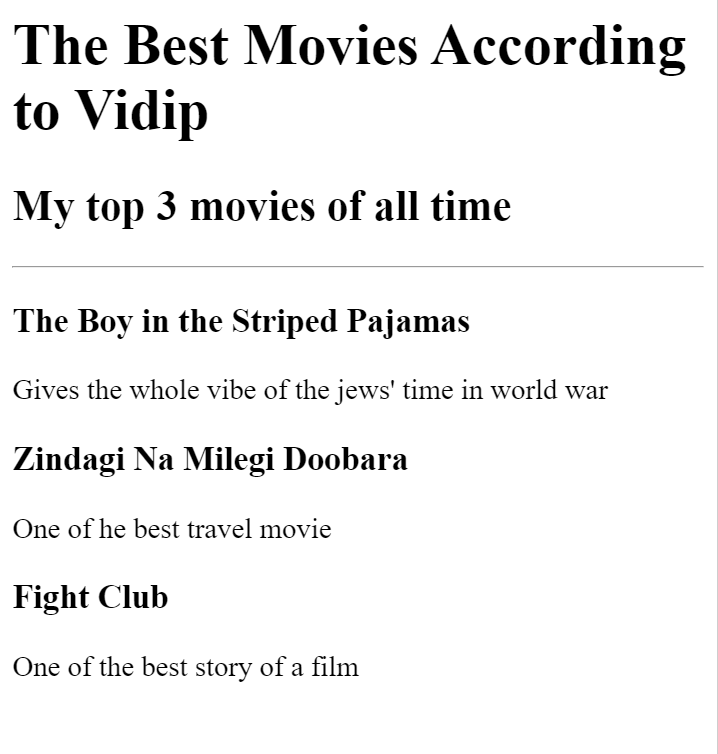 The Best Movies According
to Vidip
My top 3 movies of all time
The Boy in the Striped Pajamas
Gives the whole vibe of the jews' time in world war
Zindagi Na Milegi Doobara
One of he best travel movie
Fight Club
One of the best story of a film